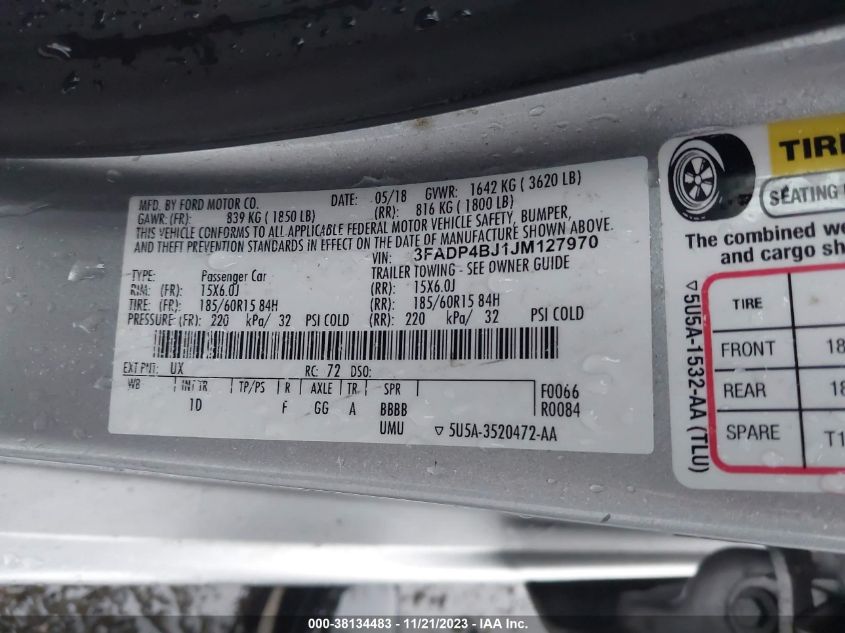 MFD. BY FORD MOTOR CO. DATE: 05/18 GVWR: 1642 KG ( 3620 LB)
GAWR: (FR): 839 KG ( 1850 LB) (RR): 816 KG ( 1800 LB)
THIS VEHICLE CONFORMS TO ALL APPLICABLE FEDERAL MOTOR VEHICLE SAFETY, BUMPER,
AND THEFT PREVENTION STANDARDS IN EFFECT ON THE DATE OF MANUFACTURE SHOWN ABOVE.
VIN: 3FADP4BJ1JM127970
TYPE: Passenger Car TRAILER TOWING - SEE OWNER GUIDE
RIM: (FR): 15X6.0J (RR): 15X6.0J
TIRE: (FR): 185/60R15 84H (RR): 185/60R15 84H
PRESSURE: (FR): 220 kPa/ 32 PSI COLD (RR): 220 kPa/ 32 PSI COLD
EXT PNT: UX RC: 72 DSO:
WB INT TR TP/PS R AXLE TR SPR F0066
1D F GG A BBBB R0084
UMU ▽ 5U5A-3520472-AA
TIRE
SEATING
The combined
and cargo
TIRE
FRONT 18
REAR 18
SPARE T1
▽5U5A-1532-AA (TLU)
000-38134483 - 11/21/2023 - IAA Inc.